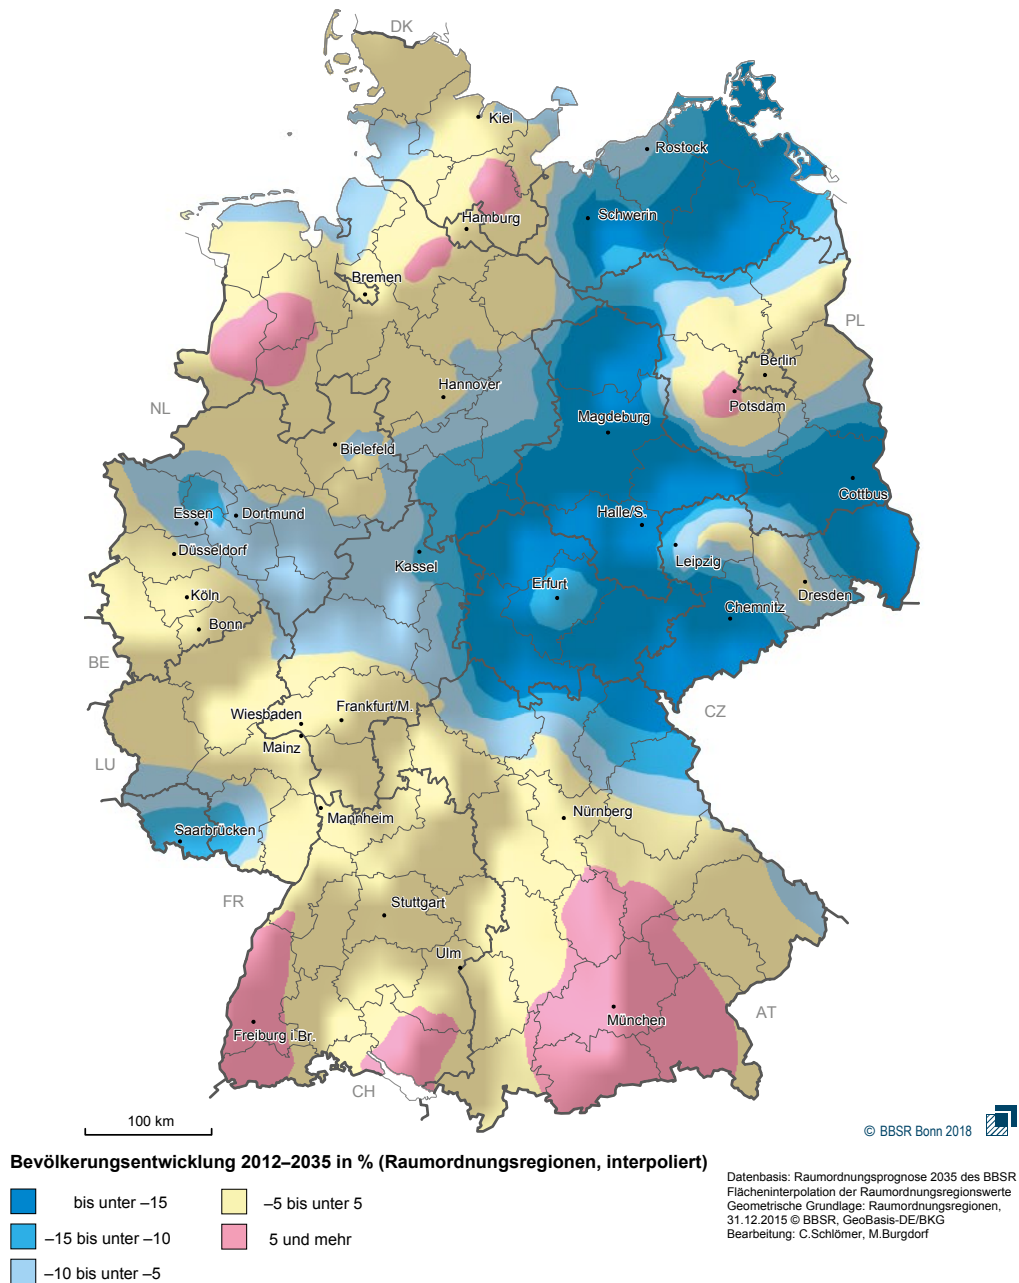 DK
Kiel
Rostock
Hamburg
Schwerin
Bremen
PL
Berlin
Hannover
Potsdam
NL
Magdeburg
Bielefeld
Cottbus
Essen
Dortmund
Halle/S.
Düsseldorf
Leipzig
Kassel
Erfurt
Köln
Dresden
Chemnitz
Bonn
BE
Wiesbaden
Frankfurt/M.
CZ
Mainz
LU
Mannheim
Nürnberg
Saarbrücken
FR
Stuttgart
Ulm
AT
München
Freiburg i.Br.
CH
100 km
© BBSR Bonn 2018
Bevölkerungsentwicklung 2012–2035 in % (Raumordnungsregionen, interpoliert)
bis unter –15
–15 bis unter –10
–10 bis unter –5
–5 bis unter 5
5 und mehr
Datenbasis: Raumordnungsprognose 2035 des BBSR
Flächeninterpolation der Raumordnungsregionswerte
Geometrische Grundlage: Raumordnungsregionen,
31.12.2015 © BBSR, GeoBasis-DE/BKG
Bearbeitung: C.Schlömer, M.Burgdorf